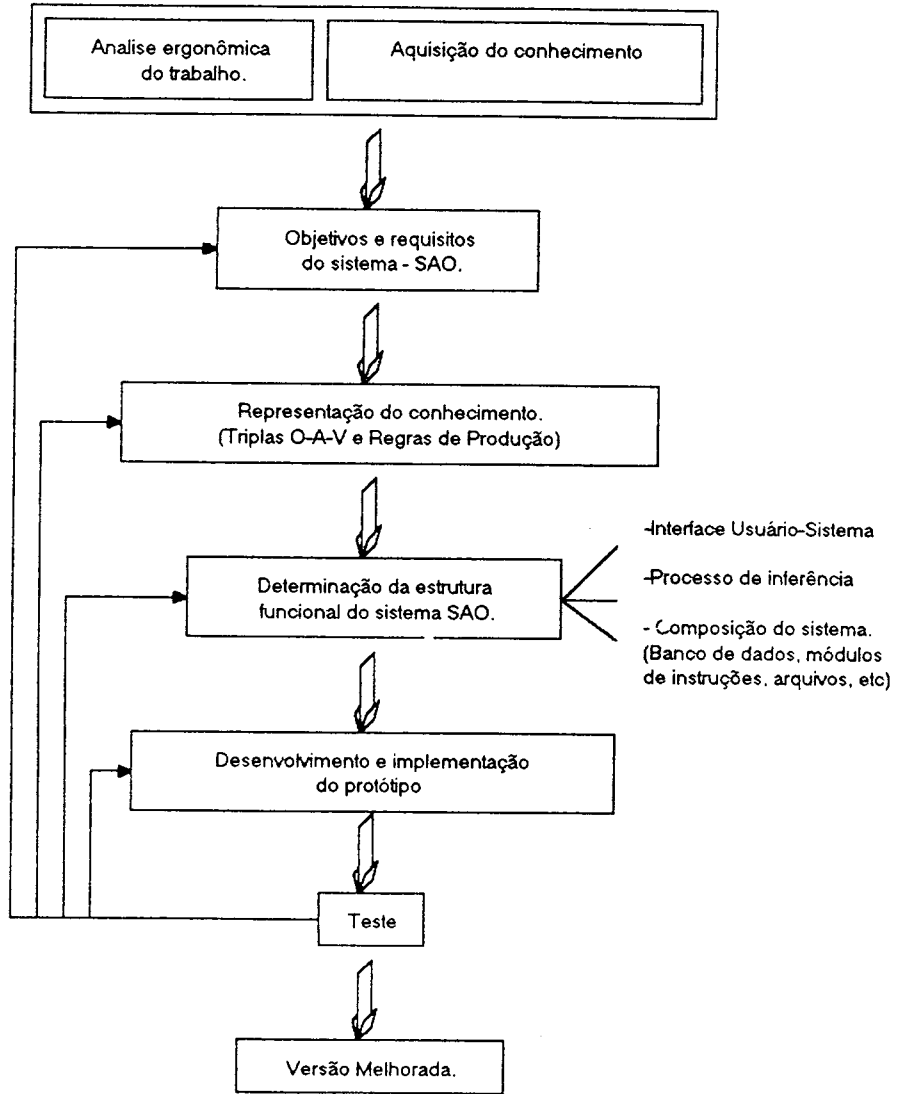 Analise ergonômica
do trabalho.
Aquisição do conhecimento
Objetivos e requisitos
do sistema - SAO.
Representação do conhecimento.
(Triplas O-A-V e Regras de Produção)
Determinação da estrutura
funcional do sistema SAO.
-Interface Usuário-Sistema
-Processo de inferência
- Composição do sistema.
(Banco de dados, módulos
de instruções, arquivos, etc)
Desenvolvimento e implementação
do protótipo
Teste
Versão Melhorada.